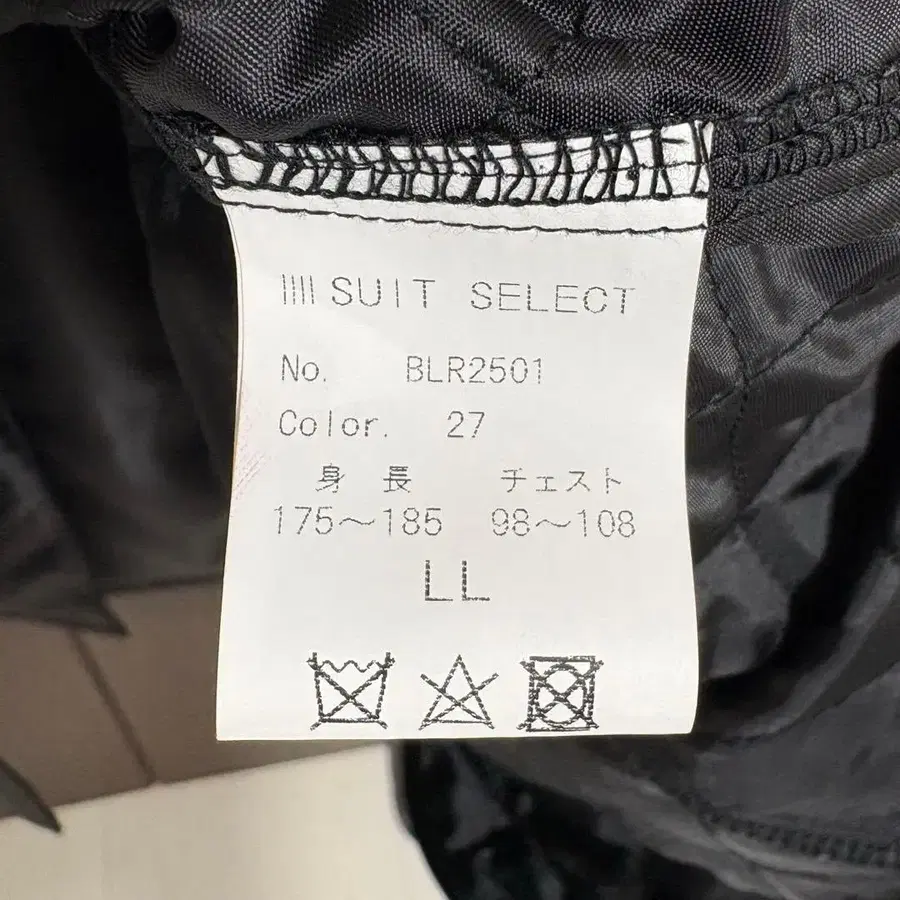 SUIT SELECT
No. BLR2501
Color. 27
身長 チェスト
175～185 98～108
LL